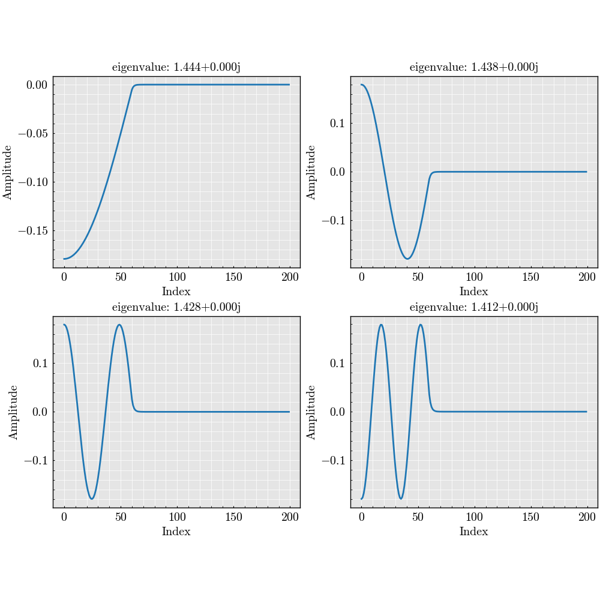 eigenvalue: 1.444+0.000j
0.00
−0.05
−0.10
−0.15
Amplitude
0 50 100 150 200
Index
eigenvalue: 1.438+0.000j
0.1
0.0
−0.1
Amplitude
0 50 100 150 200
Index
eigenvalue: 1.428+0.000j
0.1
0.0
−0.1
Amplitude
0 50 100 150 200
Index
eigenvalue: 1.412+0.000j
0.1
0.0
−0.1
Amplitude
0 50 100 150 200
Index